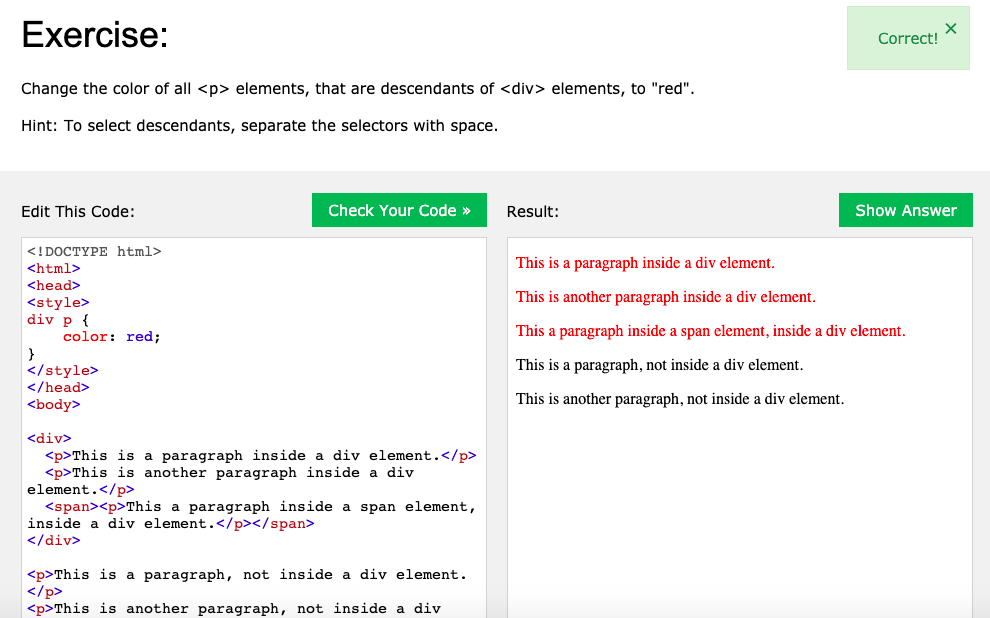 Exercise:
Correct! ×
Change the color of all <p> elements, that are descendants of <div> elements, to "red".
Hint: To select descendants, separate the selectors with space.
Edit This Code:
Check Your Code »
<!DOCTYPE html>
<html>
<head>
<style>
div p {
    color: red;
}
</style>
</head>
<body>

<div>
  <p>This is a paragraph inside a div element.</p>
  <p>This is another paragraph inside a div
element.</p>
  <span><p>This a paragraph inside a span element,
inside a div element.</p></span>
</div>

<p>This is a paragraph, not inside a div element.
</p>
<p>This is another paragraph, not inside a div
Result:
Show Answer
This is a paragraph inside a div element.
This is another paragraph inside a div element.
This a paragraph inside a span element, inside a div element.
This is a paragraph, not inside a div element.
This is another paragraph, not inside a div element.